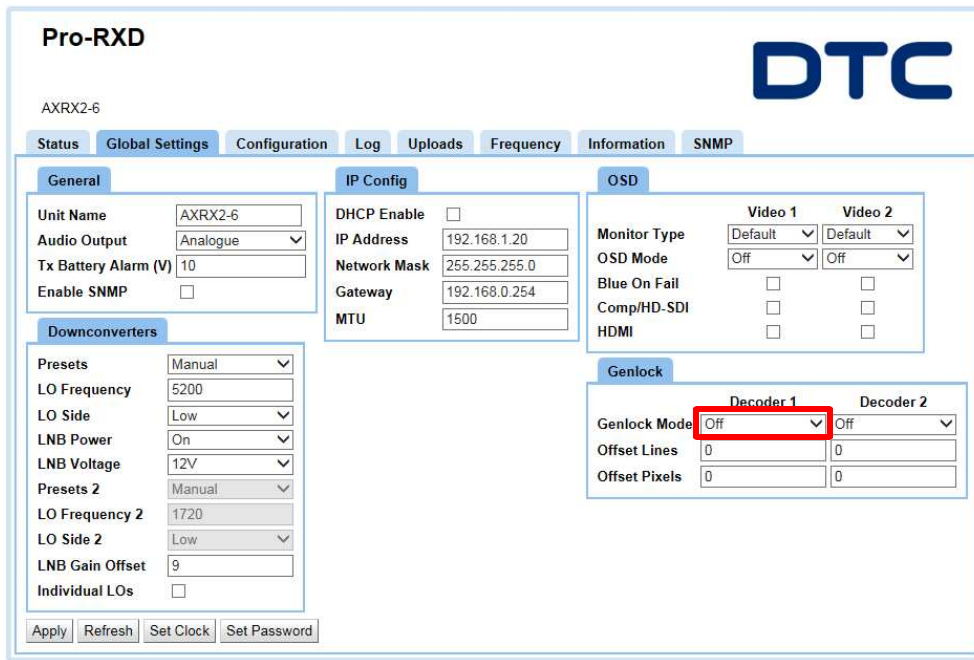 Pro-RXD
DTC
AXRX2-6
Status Global Settings Configuration Log Uploads Frequency Information SNMP
General
Unit Name AXRX2-6
Audio Output Analogue
Tx Battery Alarm (V) 10
Enable SNMP
Downconverters
Presets Manual
LO Frequency 5200
LO Side Low
LNB Power On
LNB Voltage 12V
Presets 2 Manual
LO Frequency 2 1720
LO Side 2 Low
LNB Gain Offset 9
Individual LOs
IP Config
DHCP Enable
IP Address 192.168.1.20
Network Mask 255.255.255.0
Gateway 192.168.0.254
MTU 1500
OSD
Video 1 Video 2
Monitor Type Default Default
OSD Mode Off Off
Blue On Fail
Comp/HD-SDI
HDMI
Genlock
Decoder 1 Decoder 2
Genlock Mode Off Off
Offset Lines 0 0
Offset Pixels 0 0
Apply Refresh Set Clock Set Password